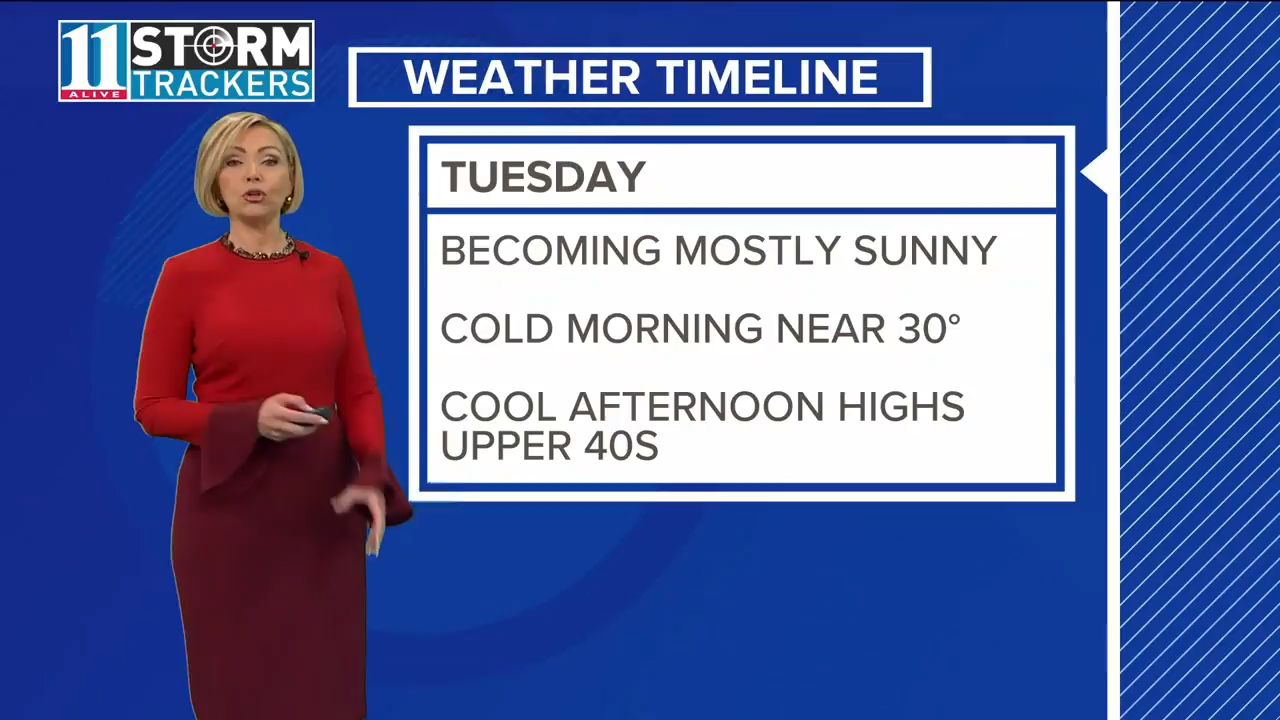 11 STORM
ALIVE TRACKERS
WEATHER TIMELINE
TUESDAY
BECOMING MOSTLY SUNNY
COLD MORNING NEAR 30°
COOL AFTERNOON HIGHS
UPPER 40S